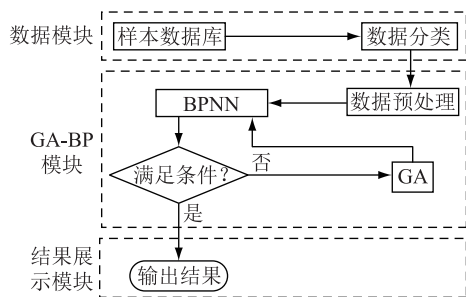 数据模块
样本数据库
数据分类
数据预处理
BPNN
GA-BP
模块
满足条件？
否
GA
是
结果展
示模块
输出结果